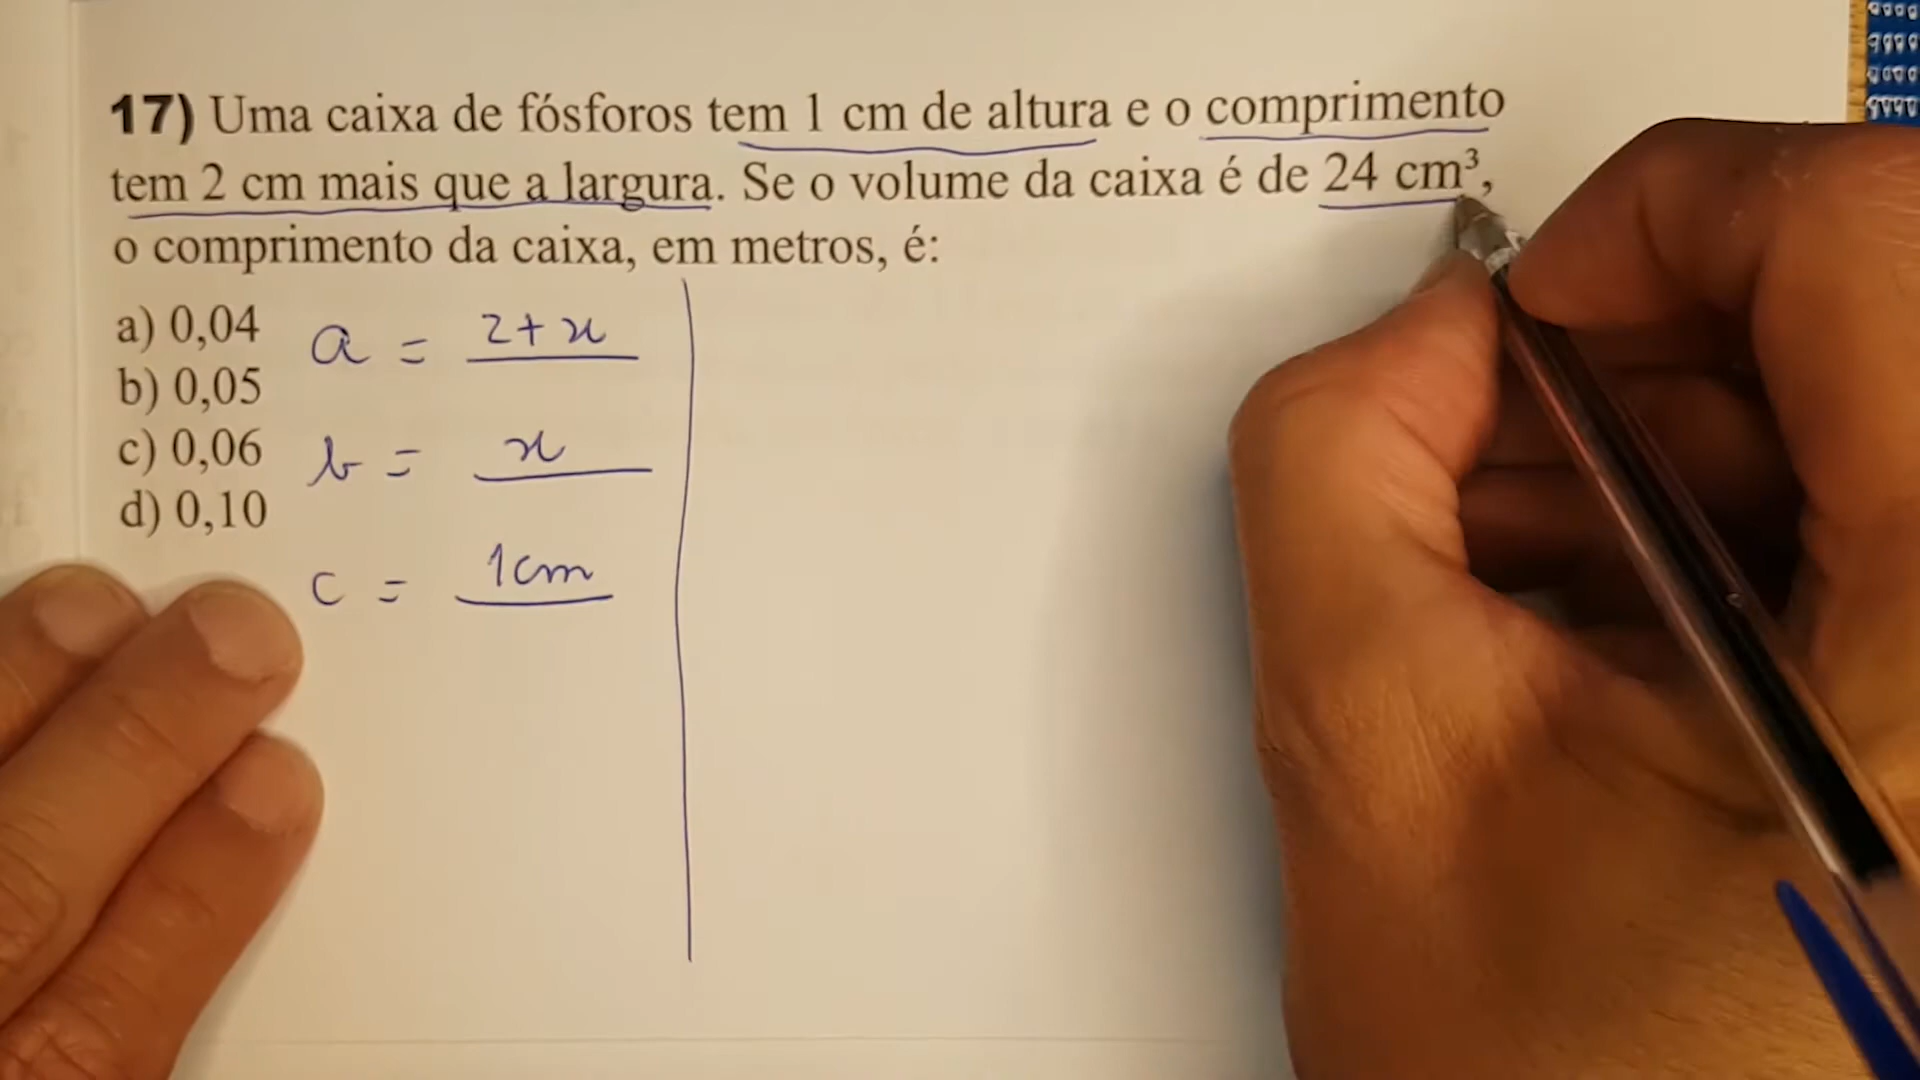 17) Uma caixa de fósforos tem 1 cm de altura e o comprimento
tem 2 cm mais que a largura. Se o volume da caixa é de 24 cm³,
o comprimento da caixa, em metros, é:
a) 0,04
b) 0,05
c) 0,06
d) 0,10
a = 2+x
b = x
c = 1cm